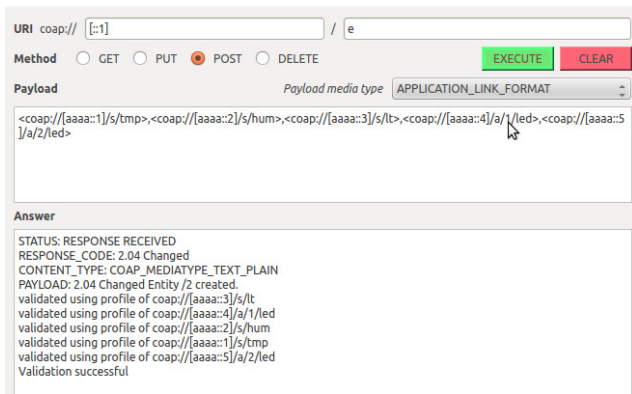 URI coap:// [::1] / e
Method GET PUT POST DELETE EXECUTE CLEAR
Payload Payload media type APPLICATION_LINK_FORMAT
<coap://[aaaa::1]/s/tmp>,<coap://[aaaa::2]/s/hum>,<coap://[aaaa::3]/s/lt>,<coap://[aaaa::4]/a/1/led>,<coap://[aaaa::5
]/a/2/led>
Answer
STATUS: RESPONSE RECEIVED
RESPONSE_CODE: 2.04 Changed
CONTENT_TYPE: COAP_MEDIATYPE_TEXT_PLAIN
PAYLOAD: 2.04 Changed Entity /2 created.
validated using profile of coap://[aaaa::3]/s/lt
validated using profile of coap://[aaaa::4]/a/1/led
validated using profile of coap://[aaaa::2]/s/hum
validated using profile of coap://[aaaa::1]/s/tmp
validated using profile of coap://[aaaa::5]/a/2/led
Validation successful